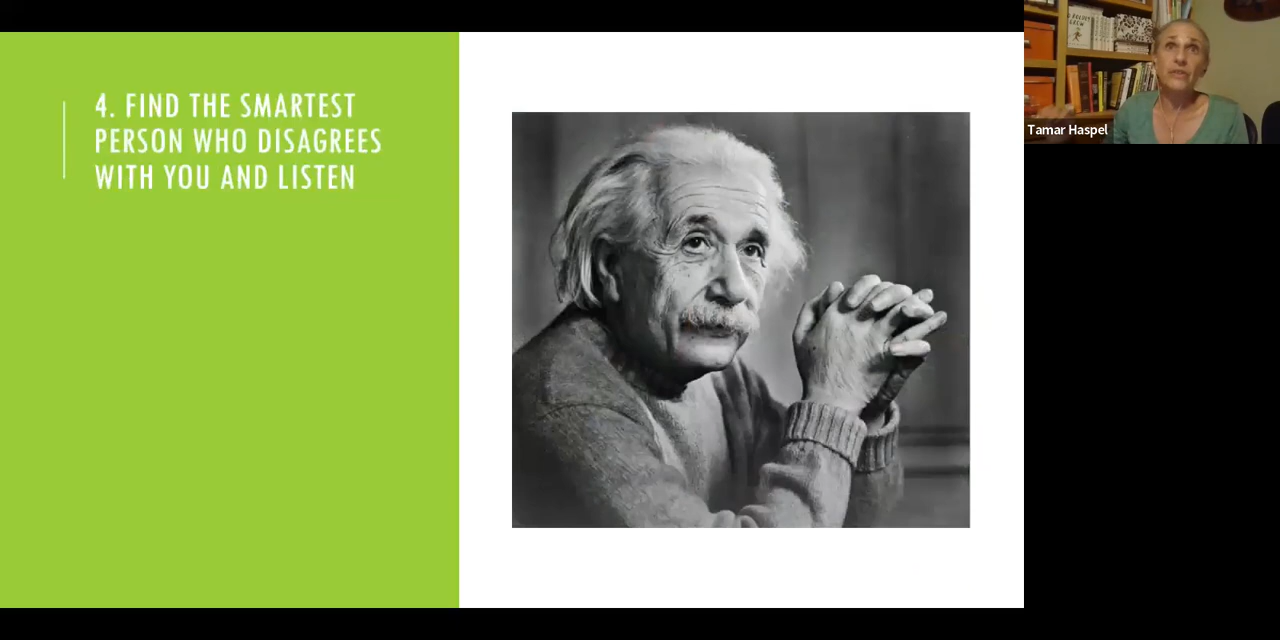 4. FIND THE SMARTEST
PERSON WHO DISAGREES
WITH YOU AND LISTEN
Tamar Haspel